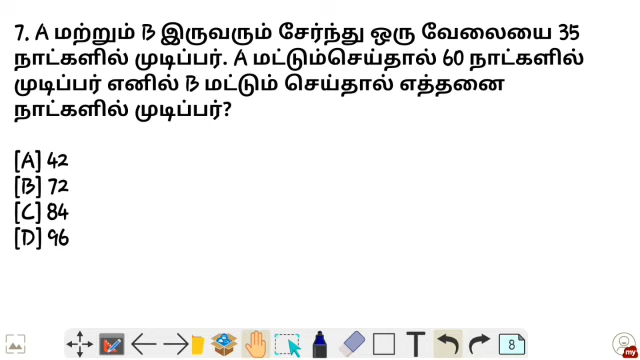 7. A மற்றும் B இருவரும் சேர்ந்து ஒரு வேலையை 35
நாட்களில் முடிப்பர். A மட்டும்செய்தால் 60 நாட்களில்
முடிப்பர் எனில் B மட்டும் செய்தால் எத்தனை
நாட்களில் முடிப்பர்?
[A] 42
[B] 72
[C] 84
[D] 96
T
8
my